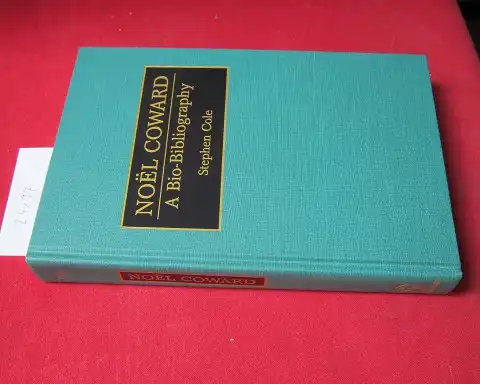 NOËL COWARD
A Bio-Bibliography
Stephen Cole
NOËL COWARD